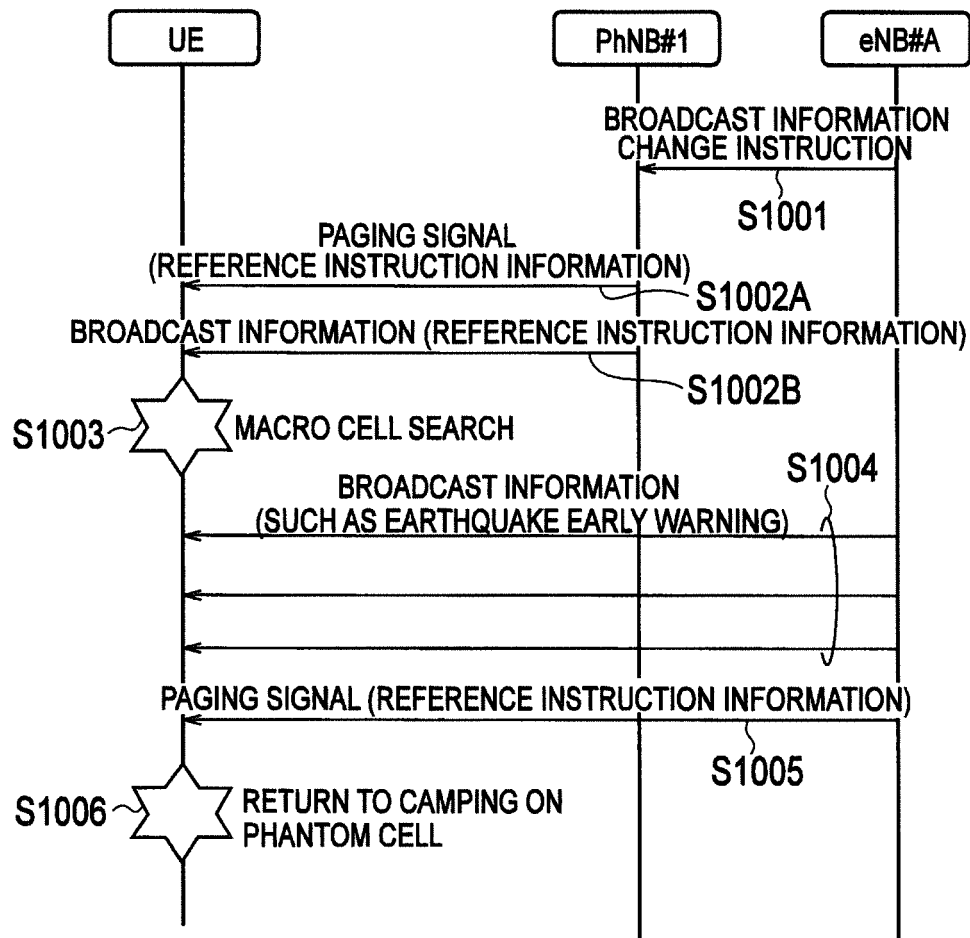 UE
PhNB#1
eNB#A
BROADCAST INFORMATION
CHANGE INSTRUCTION
S1001
PAGING SIGNAL
(REFERENCE INSTRUCTION INFORMATION)
S1002A
BROADCAST INFORMATION (REFERENCE INSTRUCTION INFORMATION)
S1002B
S1003
MACRO CELL SEARCH
S1004
BROADCAST INFORMATION
(SUCH AS EARTHQUAKE EARLY WARNING)
PAGING SIGNAL (REFERENCE INSTRUCTION INFORMATION)
S1005
S1006
RETURN TO CAMPING ON
PHANTOM CELL